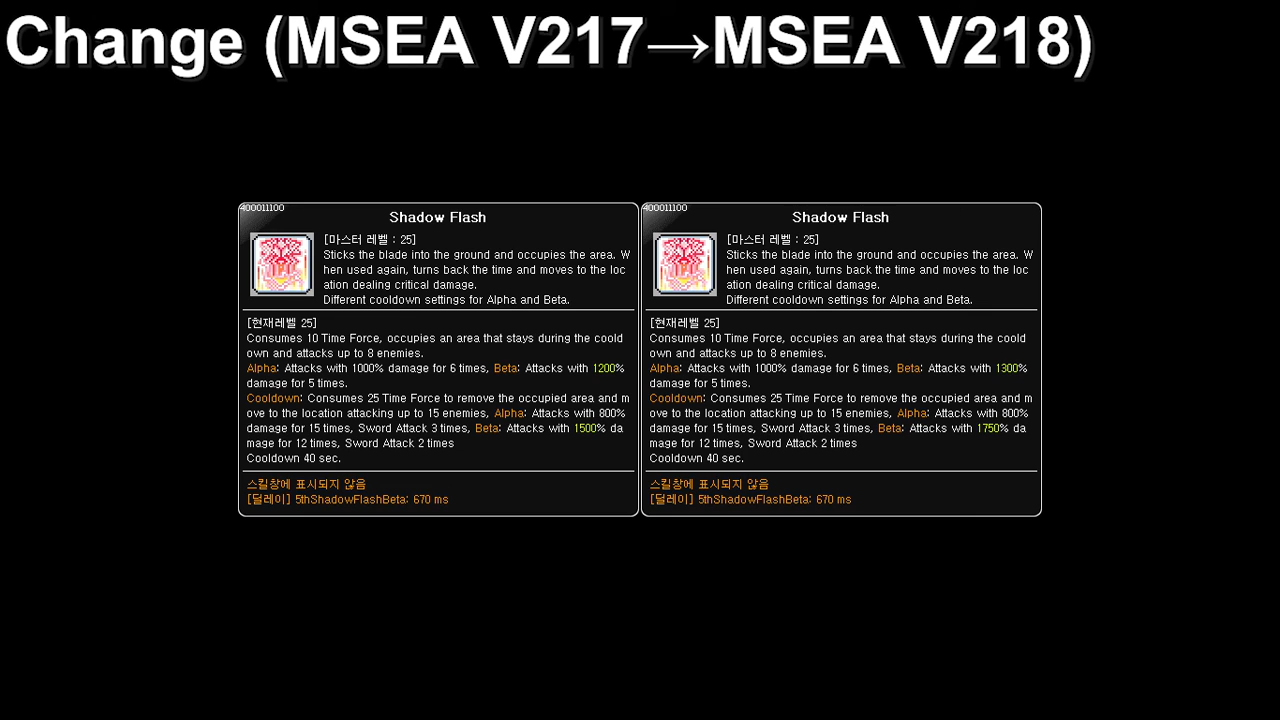 Change (MSEA V217→MSEA V218)
400011100
Shadow Flash
[마스터 레벨 : 25]
Sticks the blade into the ground and occupies the area. W
hen used again, turns back the time and moves to the loc
ation dealing critical damage.
Different cooldown settings for Alpha and Beta.
[현재레벨 25]
Consumes 10 Time Force, occupies an area that stays during the coold
own and attacks up to 8 enemies.
Alpha: Attacks with 1000% damage for 6 times, Beta: Attacks with 1200%
damage for 5 times.
Cooldown: Consumes 25 Time Force to remove the occupied area and m
ove to the location attacking up to 15 enemies, Alpha: Attacks with 800%
damage for 15 times, Sword Attack 3 times, Beta: Attacks with 1500% da
mage for 12 times, Sword Attack 2 times
Cooldown 40 sec.
스킬창에 표시되지 않음
[딜레이] 5thShadowFlashBeta: 670 ms
400011100
Shadow Flash
[마스터 레벨 : 25]
Sticks the blade into the ground and occupies the area. W
hen used again, turns back the time and moves to the loc
ation dealing critical damage.
Different cooldown settings for Alpha and Beta.
[현재레벨 25]
Consumes 10 Time Force, occupies an area that stays during the coold
own and attacks up to 8 enemies.
Alpha: Attacks with 1000% damage for 6 times, Beta: Attacks with 1300%
damage for 5 times.
Cooldown: Consumes 25 Time Force to remove the occupied area and m
ove to the location attacking up to 15 enemies, Alpha: Attacks with 800%
damage for 15 times, Sword Attack 3 times, Beta: Attacks with 1750% da
mage for 12 times, Sword Attack 2 times
Cooldown 40 sec.
스킬창에 표시되지 않음
[딜레이] 5thShadowFlashBeta: 670 ms